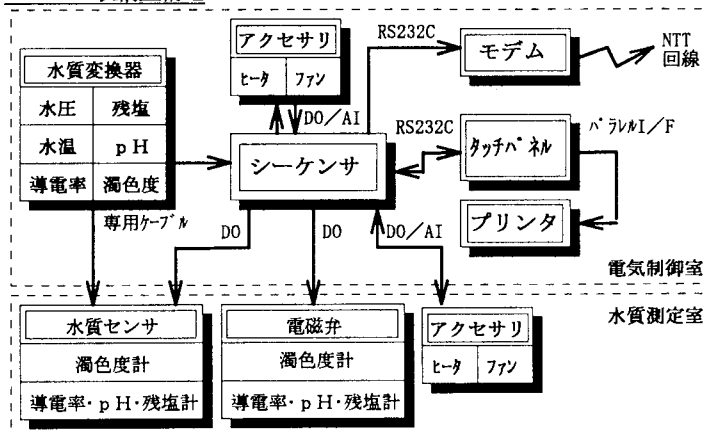 アクセサリ
ヒータ ファン
RS232C
モデム
NTT
回線
水質変換器
水圧 残塩
水温 pH
導電率 濁色度
DO/AI
シーケンサ
RS232C
タッチパネル
パラレルI/F
プリンタ
専用ケーブル
DO
DO
DO/AI
電気制御室
水質測定室
水質センサ
濁色度計
導電率・pH・残塩計
電磁弁
濁色度計
導電率・pH・残塩計
アクセサリ
ヒータ ファン